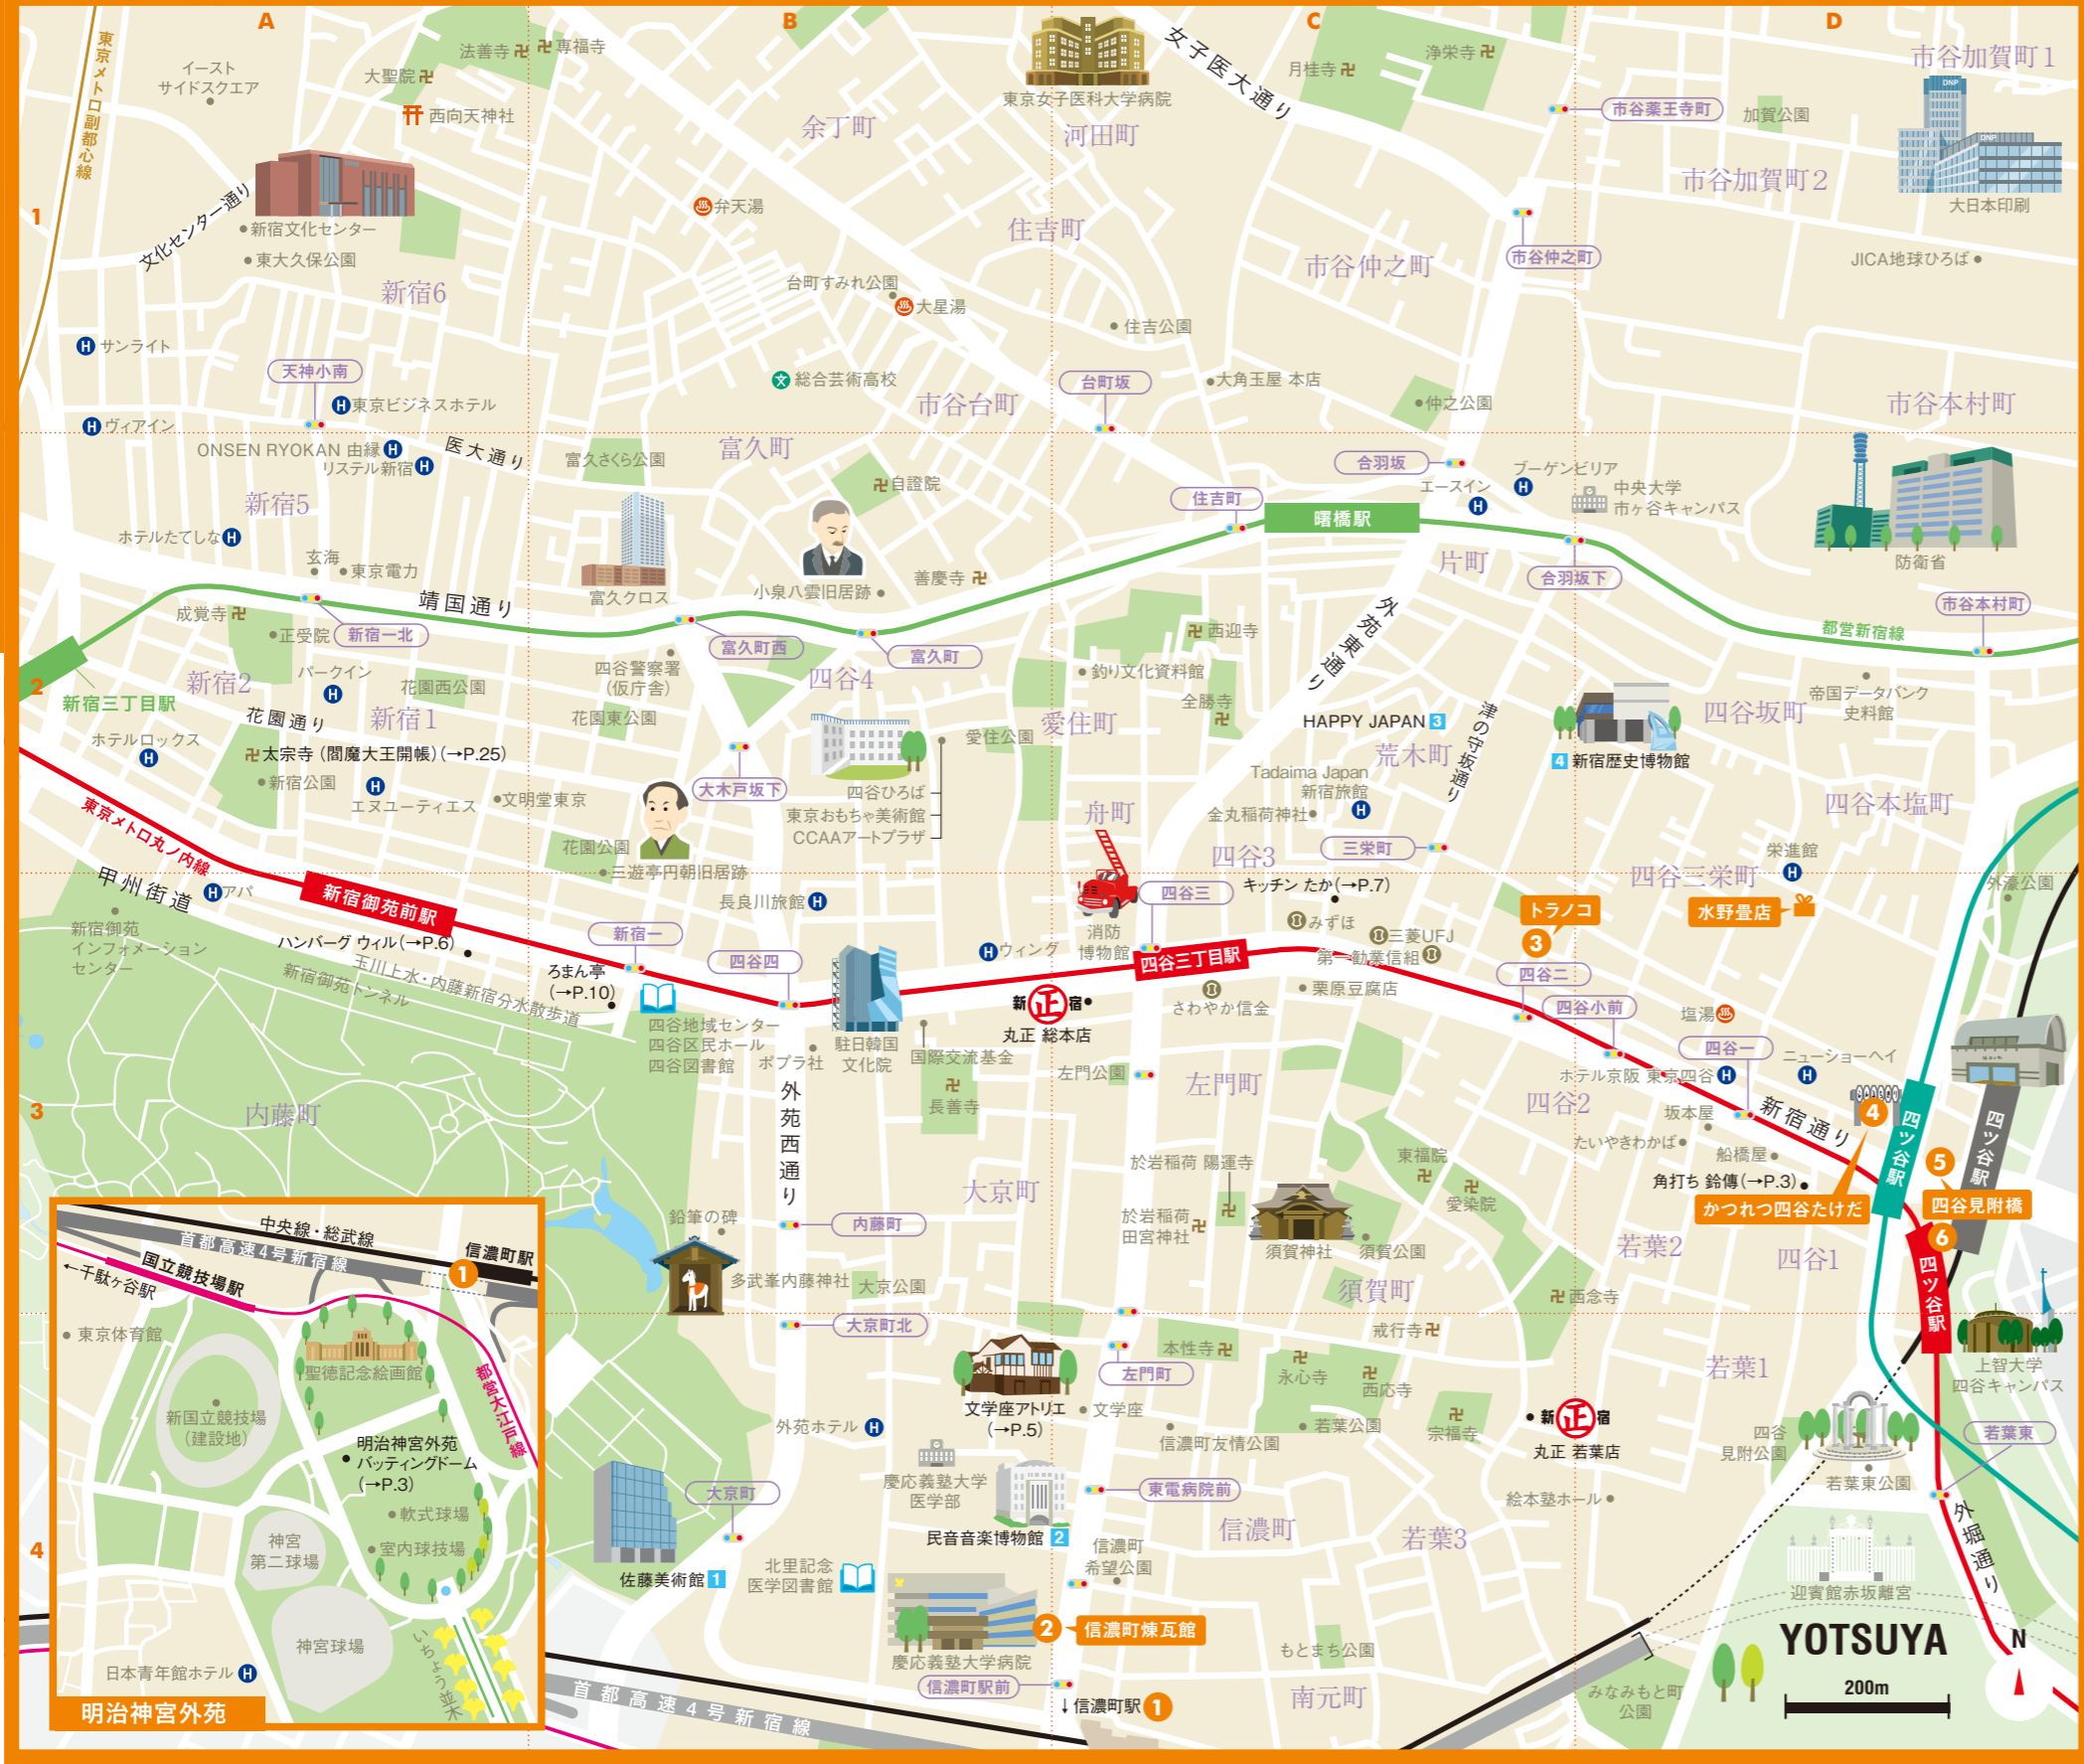 A
B
C
D
1
2
3
4
東京メトロ副都心線
イースト
サイドスクエア
大聖院
法善寺
専福寺
西向天神社
東京女子医科大学病院
女子医大通り
月桂寺
浄栄寺
市谷薬王寺町
加賀公園
市谷加賀町1
DNP
DNP
大日本印刷
余丁町
河田町
市谷加賀町2
文化センター通り
新宿文化センター
東大久保公園
新宿6
弁天湯
住吉町
市谷仲之町
市谷仲之町
JICA地球ひろば
台町すみれ公園
大星湯
住吉公園
H サンライト
天神小南
H 東京ビジネスホテル
文 総合芸術高校
市谷台町
台町坂
大角玉屋 本店
仲之公園
市谷本村町
H ヴィアイン
ONSEN RYOKAN 由縁 H
リステル新宿 H
医大通り
富久さくら公園
富久町
自證院
合羽坂
エースイン
H
ブーゲンビリア
H
中央大学
市ヶ谷キャンパス
新宿5
住吉町
曙橋駅
防衛省
ホテルたてしな H
玄海
東京電力
富久クロス
小泉八雲旧居跡
善慶寺
片町
合羽坂下
市谷本村町
成覚寺
靖国通り
正受院
新宿一北
富久町西
富久町
西迎寺
外苑東通り
都営新宿線
新宿三丁目駅
新宿2
パークイン
H
花園西公園
四谷警察署
(仮庁舎)
四谷4
釣り文化資料館
全勝寺
津の守坂通り
四谷坂町
帝国データバンク
史料館
花園通り
新宿1
花園東公園
愛住公園
愛住町
HAPPY JAPAN 3
荒木町
4 新宿歴史博物館
ホテルロックス
H
太宗寺(閻魔大王開帳)(→P.25)
新宿公園
H
エヌユーティエス
文明堂東京
大木戸坂下
四谷ひろば
東京おもちゃ美術館
CCAAアートプラザ
舟町
Tadaima Japan
新宿旅館
H
金丸稲荷神社
四谷本塩町
東京メトロ丸ノ内線
花園公園
三遊亭円朝旧居跡
四谷3
三栄町
四谷三栄町
栄進館
H
外濠公園
甲州街道
H アパ
新宿御苑前駅
長良川旅館 H
四谷三
キッチン たか(→P.7)
トラノコ
3
水野畳店
新宿御苑
インフォメーション
センター
ハンバーグ ウィル(→P.6)
玉川上水・内藤新宿分水散歩道
新宿御苑トンネル
ろまん亭
(→P.10)
新宿一
四谷四
H ウィング
消防
博物館
四谷三丁目駅
みずほ
三菱UFJ
第一勧業信組
四谷二
新 正 宿
丸正 総本店
さわやか信金
栗原豆腐店
四谷小前
塩湯
四谷地域センター
四谷区民ホール
四谷図書館
ポプラ社
駐日韓国
文化院
国際交流基金
左門公園
左門町
四谷一
ニューショーヘイ
H
ホテル京阪 東京四谷 H
四谷2
内藤町
長善寺
外苑西通り
坂本屋
新宿通り
4
四ツ谷駅
四ツ谷駅
たいやきわかば
船橋屋
角打ち 鈴傳(→P.3)
かつれつ四谷たけだ
5
四谷見附橋
6
於岩稲荷 陽運寺
東福院
愛染院
大京町
於岩稲荷
田宮神社
須賀神社
須賀公園
若葉2
四谷1
鉛筆の碑
内藤町
多武峯内藤神社
大京公園
須賀町
西念寺
四ツ谷駅
大京町北
左門町
本性寺
戒行寺
永心寺
西応寺
若葉1
上智大学
四谷キャンパス
文学座アトリエ
(→P.5)
文学座
外苑ホテル H
信濃町友情公園
若葉公園
宗福寺
新 正 宿
丸正 若葉店
四谷
見附公園
若葉東公園
若葉東
慶応義塾大学
医学部
東電病院前
絵本塾ホール
大京町
民音音楽博物館 2
信濃町
信濃町
希望公園
若葉3
外堀通り
佐藤美術館 1
北里記念
医学図書館
迎賓館赤坂離宮
慶応義塾大学病院
2 信濃町煉瓦館
もとまち公園
信濃町駅前
↓信濃町駅 1
南元町
みなみもと町
公園
首都高速4号新宿線
YOTSUYA
200m
N
中央線・総武線
首都高速4号新宿線
信濃町駅
1
国立競技場駅
←千駄ヶ谷駅
東京体育館
聖徳記念絵画館
都営大江戸線
新国立競技場
(建設地)
明治神宮外苑
バッティングドーム
(→P.3)
軟式球場
神宮
第二球場
室内球技場
神宮球場
いちょう並木
日本青年館ホテル H
明治神宮外苑